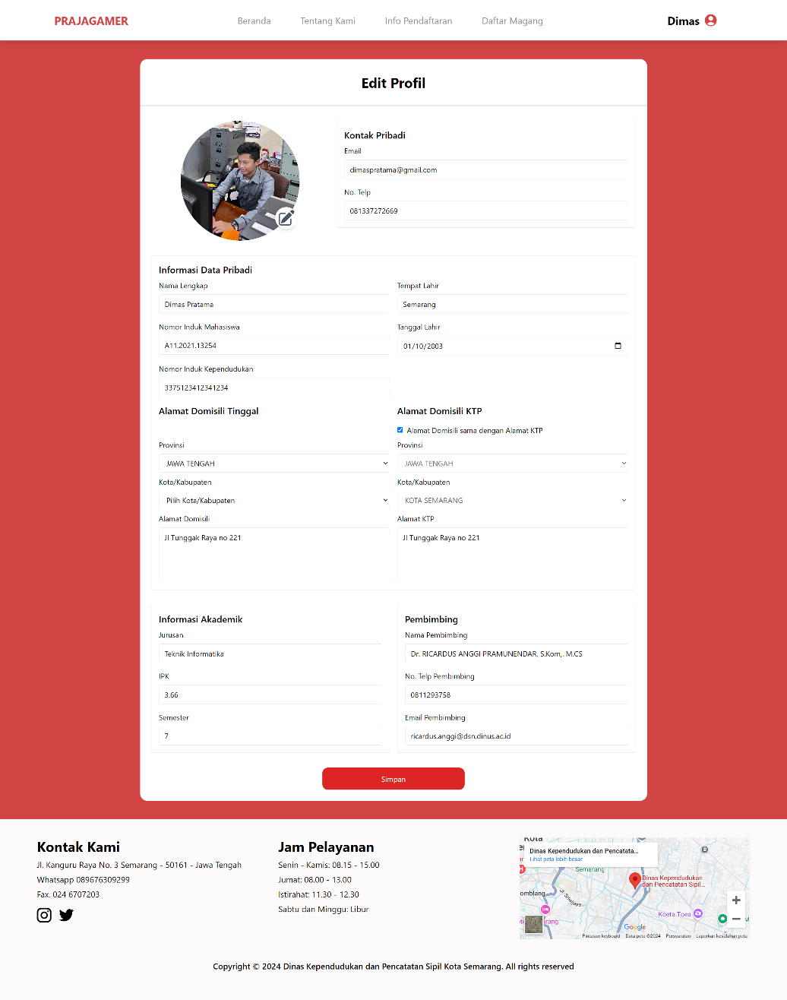 PRAJAGAMER
Beranda
Tentang Kami
Info Pendaftaran
Daftar Magang
Dimas
Edit Profil
Kontak Pribadi
Email
dimaspratama@gmail.com
No. Telp
081337272669
Informasi Data Pribadi
Nama Lengkap
Dimas Pratama
Tempat Lahir
Semarang
Nomor Induk Mahasiswa
A11.2021.13254
Tanggal Lahir
01/10/2003
Nomor Induk Kependudukan
3375123412341234
Alamat Domisili Tinggal
Alamat Domisili KTP
Alamat Domisili sama dengan Alamat KTP
Provinsi
JAWA TENGAH
Provinsi
JAWA TENGAH
Kota/Kabupaten
Pilih Kota/Kabupaten
Kota/Kabupaten
KOTA SEMARANG
Alamat Domisili
Jl Tunggak Raya no 221
Alamat KTP
Jl Tunggak Raya no 221
Informasi Akademik
Jurusan
Teknik Informatika
IPK
3.66
Semester
7
Pembimbing
Nama Pembimbing
Dr. RICARDUS ANGGI PRAMUNENDAR, S.Kom,. M.CS
No. Telp Pembimbing
0811293758
Email Pembimbing
ricardus.anggi@dsn.dinus.ac.id
Simpan
Kontak Kami
Jl. Kanguru Raya No. 3 Semarang - 50161 - Jawa Tengah
Whatsapp 089676309299
Fax. 024 6707203
Jam Pelayanan
Senin - Kamis: 08.15 - 15.00
Jumat: 08.00 - 13.00
Istirahat: 11.30 - 12.30
Sabtu dan Minggu: Libur
Dinas Kependudukan dan Pencatata...
Lihat peta lebih besar
Semarang
Dinas Kependudukan
dan Pencatatan Sipil...
omblang
Jl. Sriwijaya
Koeta Toea
Google
Pintasan keyboard
Data peta ©2024
Persyaratan
Laporkan kesalahan peta
Copyright © 2024 Dinas Kependudukan dan Pencatatan Sipil Kota Semarang. All rights reserved